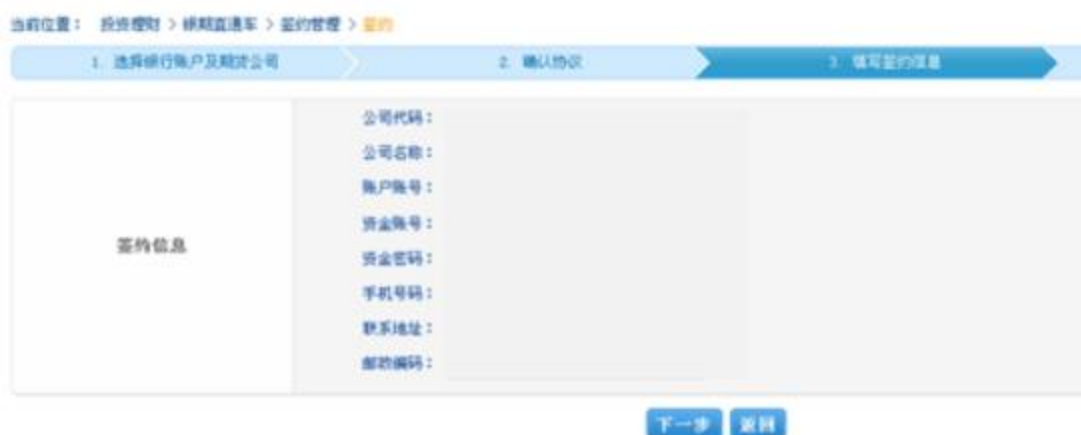 当前位置： 投资理财 > 银期直通车 > 签约管理 > 签约
1. 选择银行账户及期货公司 2. 确认协议 3. 填写签约信息
公司代码：
公司名称：
账户账号：
资金账号：
签约信息
资金密码：
手机号码：
联系地址：
邮政编码：
下一步 返回